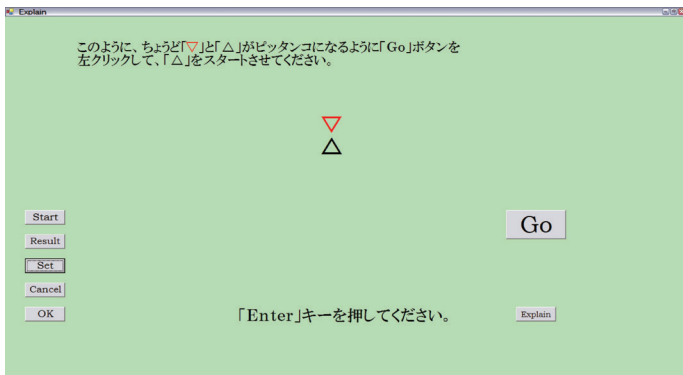 Explain
このように、ちょうど「▽」と「△」がピッタンコになるように「Go」ボタンを
左クリックして、「△」をスタートさせてください。
Start
Go
Result
Set
Cancel
OK
「Enter」キーを押してください。
Explain